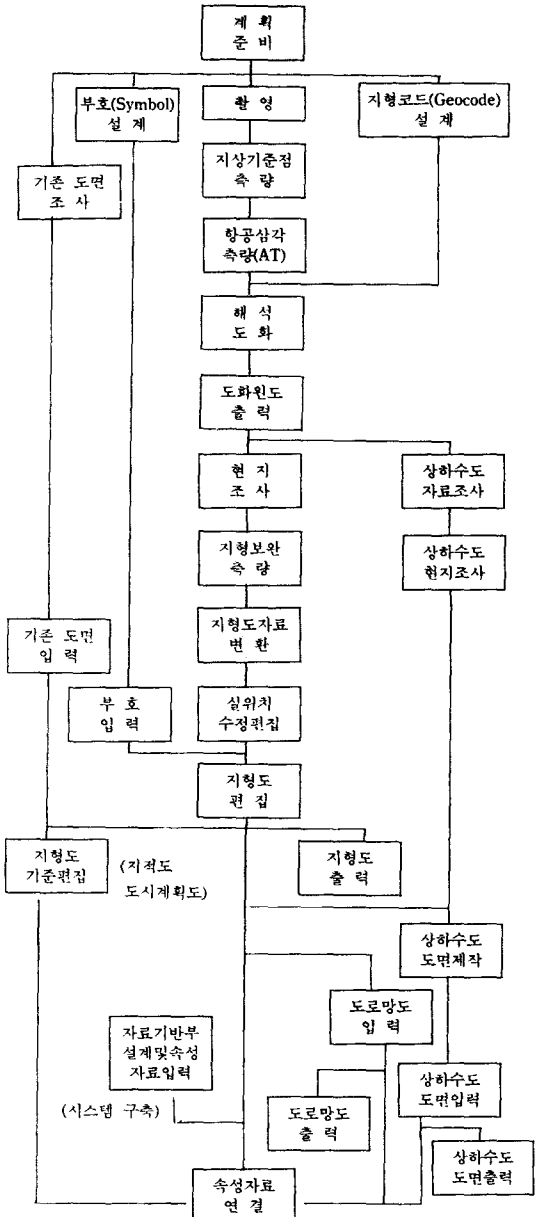 계 획
준 비
부호(Symbol)
설 계
촬 영
지형코드(Geocode)
설 계
지상기준점
측 량
기존 도면
조 사
항공삼각
측량(AT)
해 석
도 화
도화원도
출 력
현 지
조 사
상하수도
자료조사
지형보완
측 량
상하수도
현지조사
기존 도면
입 력
지형도자료
변 환
부 호
입 력
실위치
수정편집
지형도
편 집
지형도
기준편집
(지적도
도시계획도)
지형도
출 력
상하수도
도면제작
도로망도
입 력
자료기반부
설계및속성
자료입력
(시스템 구축)
도로망도
출 력
상하수도
도면입력
상하수도
도면출력
속성자료
연 결